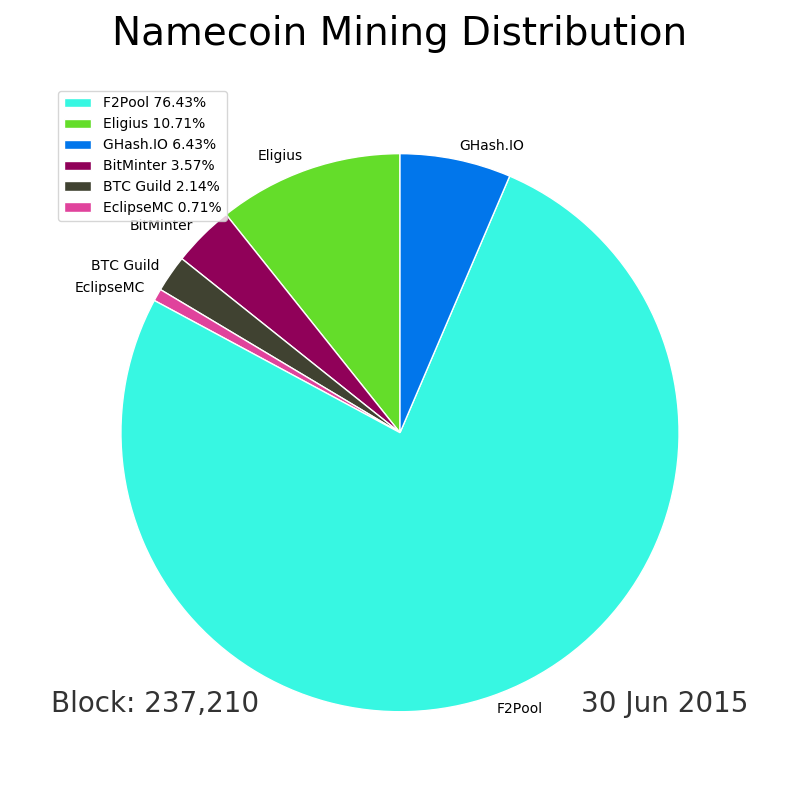 Namecoin Mining Distribution
F2Pool 76.43%
Eligius 10.71%
GHash.IO 6.43%
BitMinter 3.57%
BTC Guild 2.14%
EclipseMC 0.71%
GHash.IO
Eligius
BitMinter
BTC Guild
EclipseMC
F2Pool
Block: 237,210
30 Jun 2015